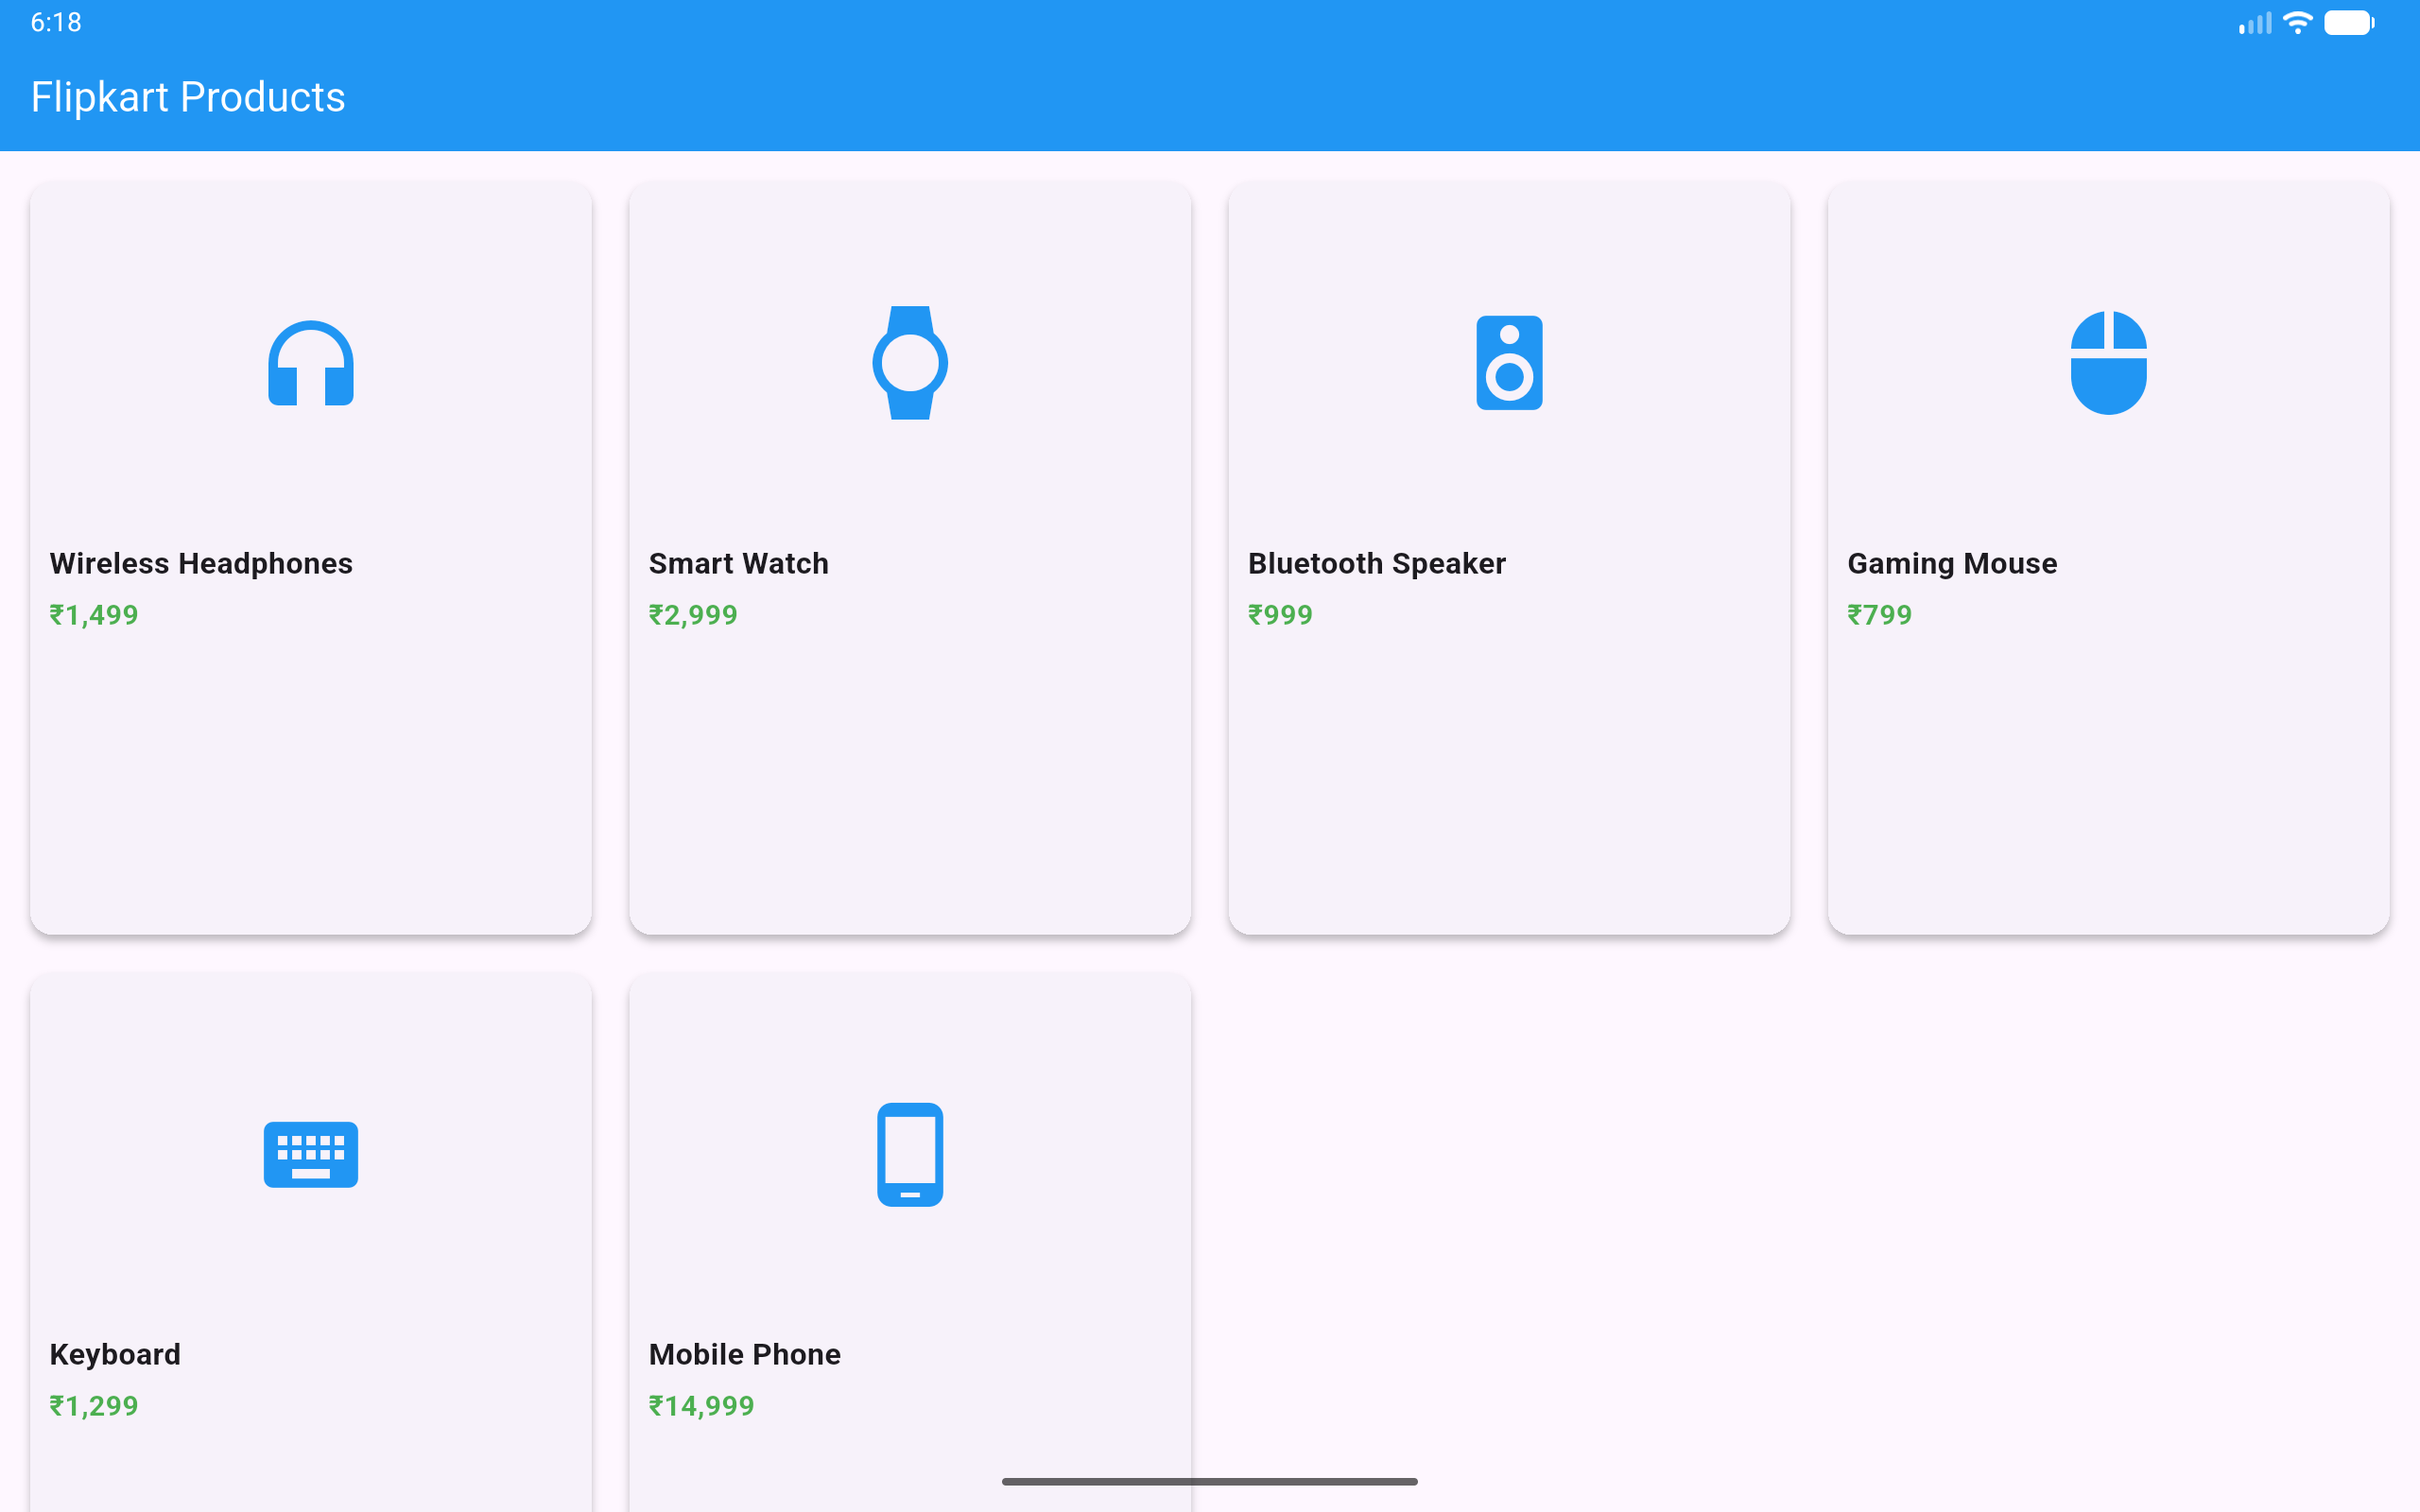 6:18
Flipkart Products
Wireless Headphones
₹1,499
Smart Watch
₹2,999
Bluetooth Speaker
₹999
Gaming Mouse
₹799
Keyboard
₹1,299
Mobile Phone
₹14,999